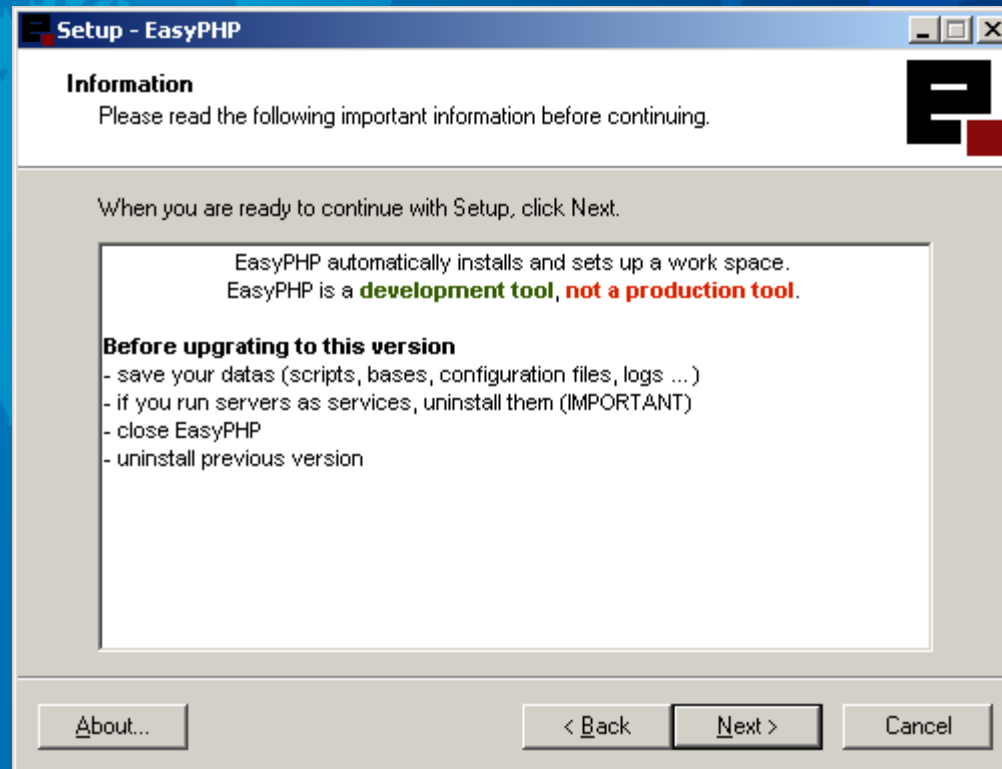 Setup - EasyPHP
Information
Please read the following important information before continuing.
When you are ready to continue with Setup, click Next.
EasyPHP automatically installs and sets up a work space.
EasyPHP is a development tool, not a production tool.
Before upgrating to this version
- save your datas (scripts, bases, configuration files, logs ...)
- if you run servers as services, uninstall them (IMPORTANT)
- close EasyPHP
- uninstall previous version
About...
< Back
Next >
Cancel